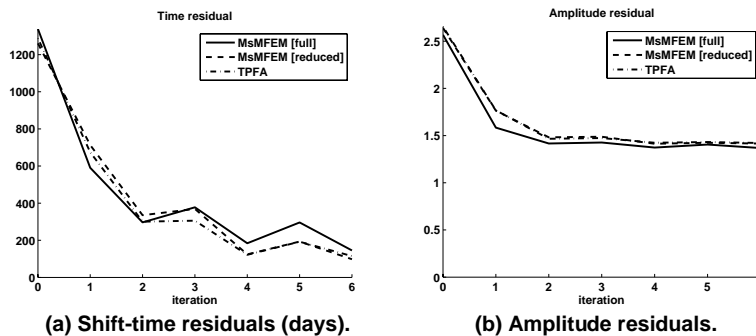 Time residual
MsMFEM [full]
MsMFEM [reduced]
TPFA
1200
1000
800
600
400
200
0
0 1 2 3 4 5 6
iteration
(a) Shift-time residuals (days).
Amplitude residual
MsMFEM [full]
MsMFEM [reduced]
TPFA
2.5
2
1.5
1
0.5
0
0 1 2 3 4 5
iteration
(b) Amplitude residuals.